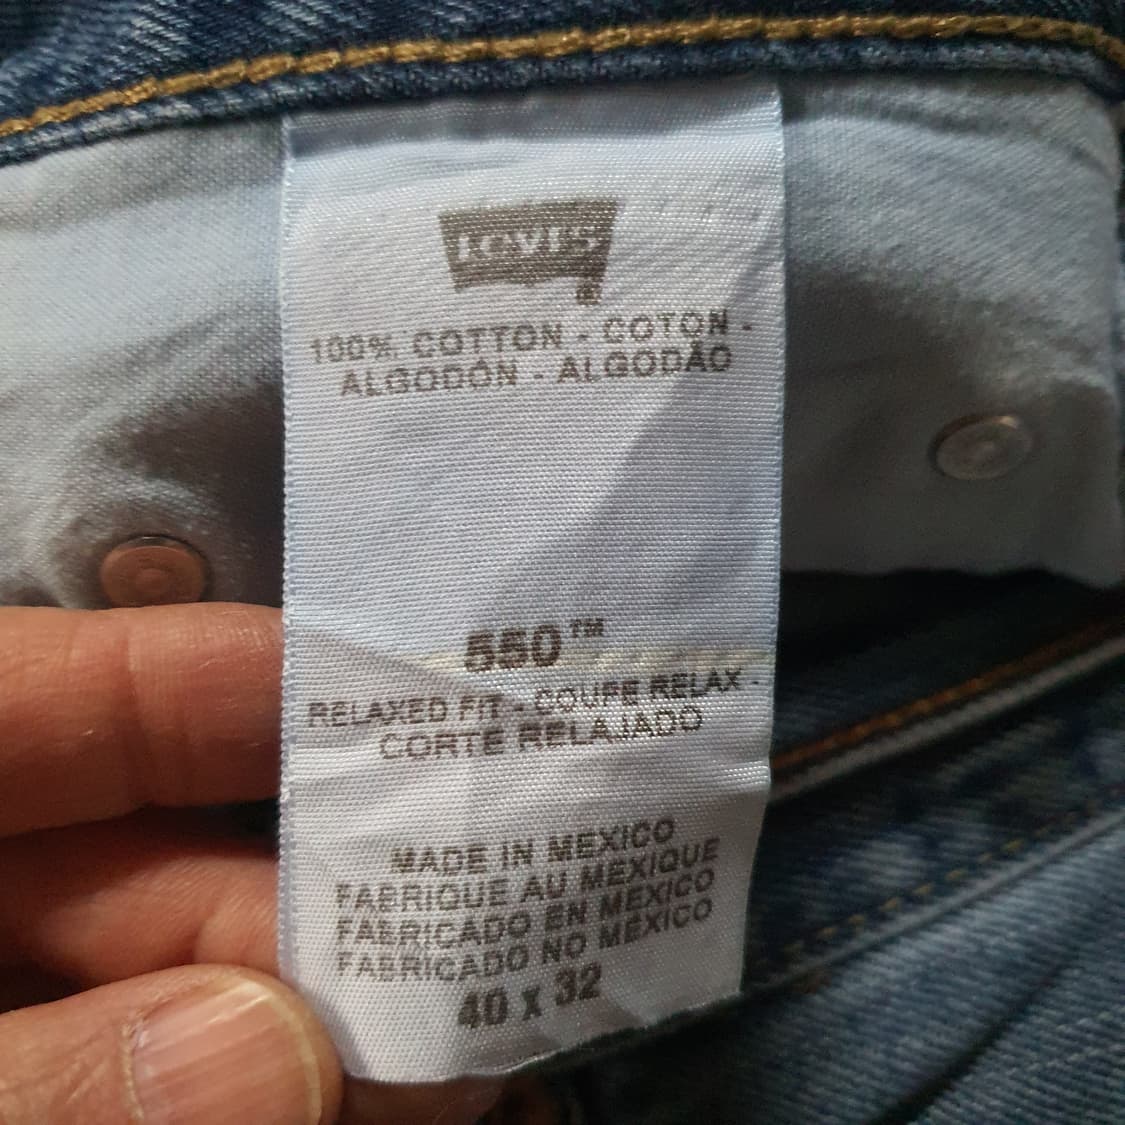 Levi's
100% COTTON - COTON -
ALGODÓN - ALGODÃO
550™
RELAXED FIT - COUPE RELAX -
CORTE RELAJADO
MADE IN MEXICO
FABRIQUE AU MEXIQUE
FABRICADO EN MEXICO
FABRICADO NO MEXICO
40 X 32